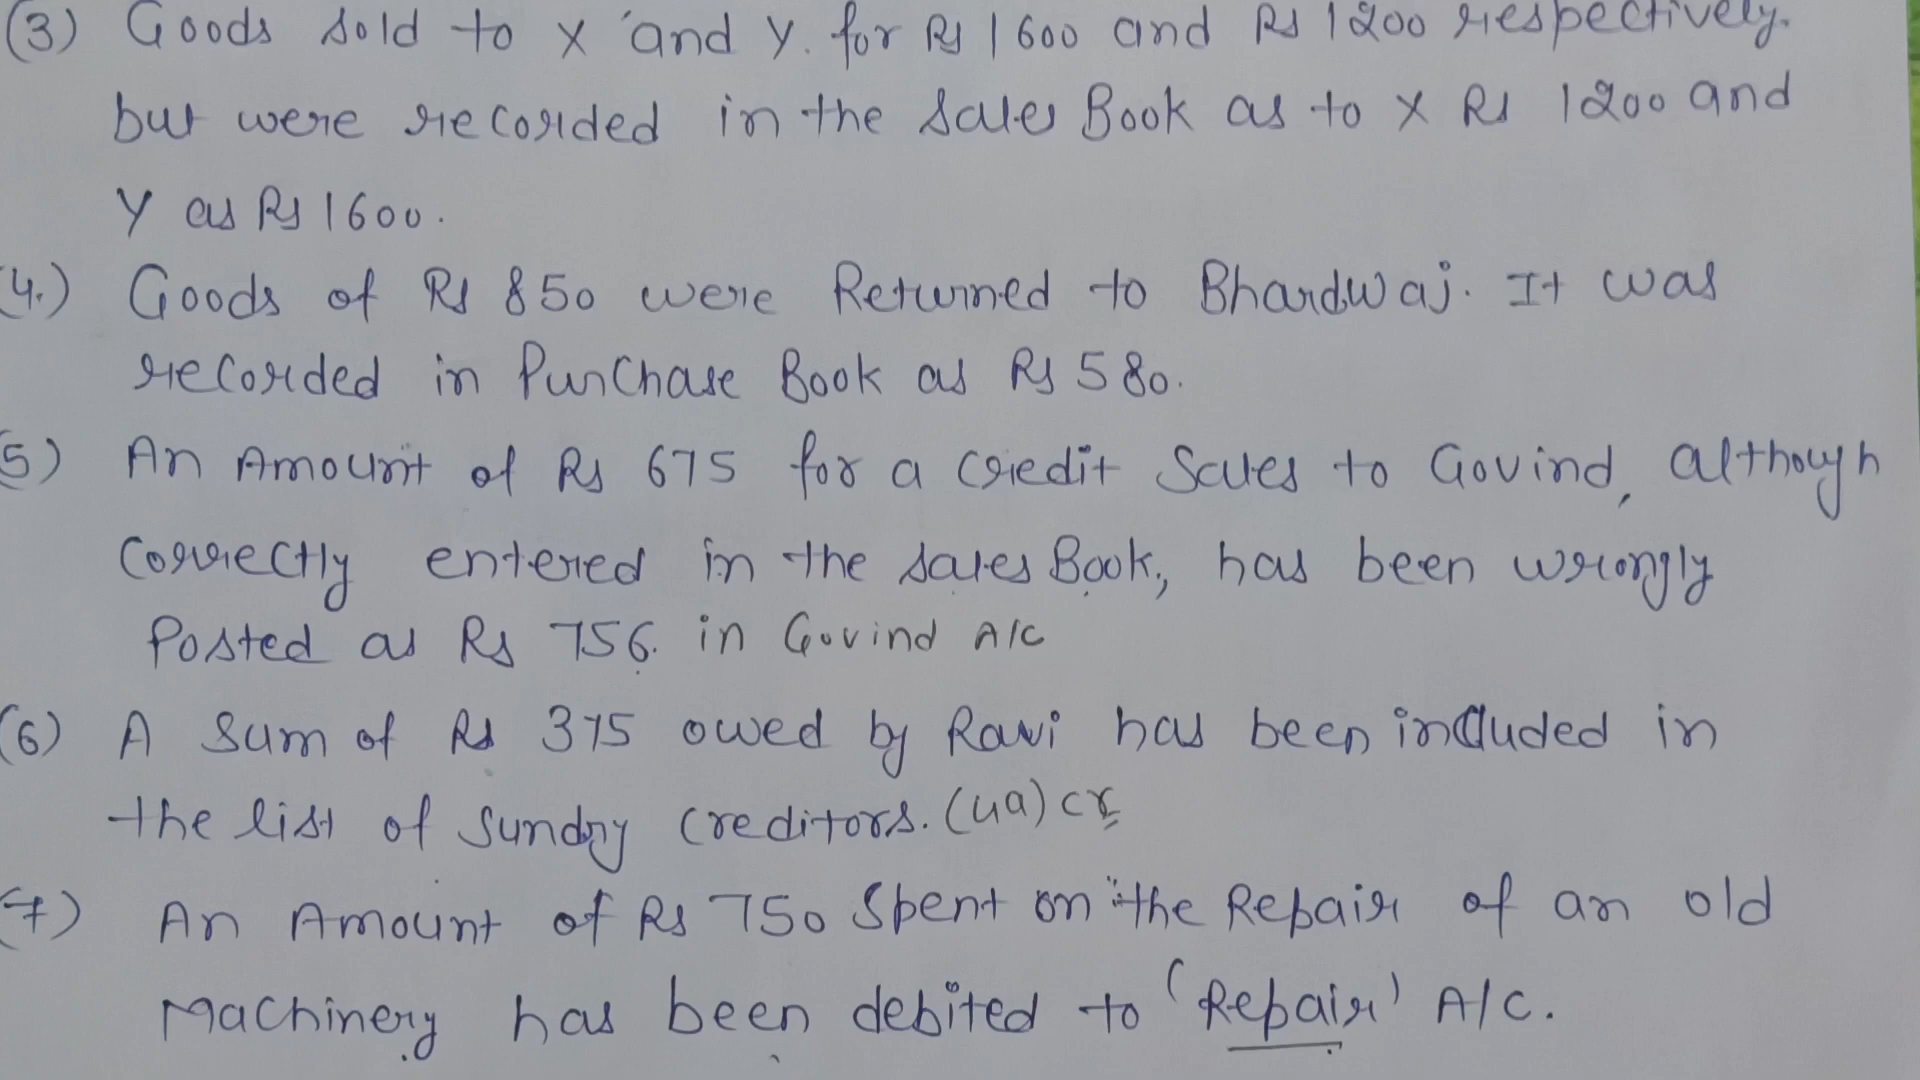 (3) Goods sold to X and Y. for Rs 1600 and Rs 1200 respectively.
but were recorded in the Sales Book as to X Rs 1200 and
Y as Rs 1600.
(4.) Goods of Rs 850 were Returned to Bhardwaj. It was
recorded in Purchase Book as Rs 580.
(5) An Amount of Rs 675 for a credit Sales to Govind, although
correctly entered in the sales Book, has been wrongly
Posted as Rs 756. in Govind A/C
(6) A Sum of Rs 375 owed by Ravi has been included in
the list of Sundry Creditors. (ua) cr
(7) An Amount of Rs 750 Spent on the Repair of an old
Machinery has been debited to 'Repair' A/C.